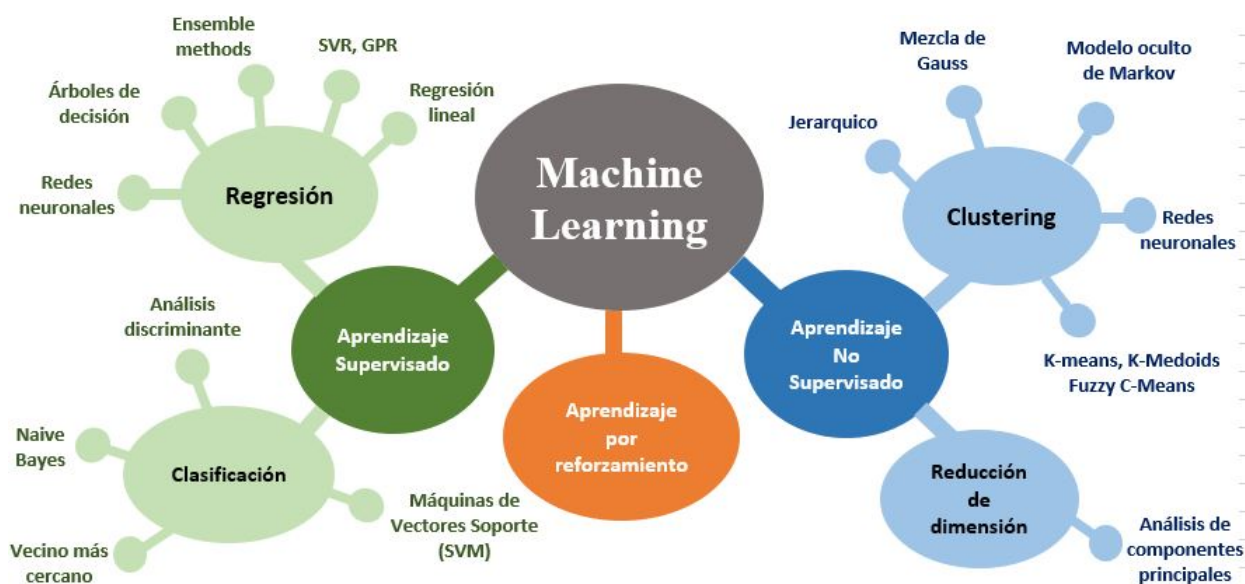 Machine
Learning
Aprendizaje
Supervisado
Regresión
Redes
neuronales
Árboles de
decisión
Ensemble
methods
SVR, GPR
Regresión
lineal
Clasificación
Análisis
discriminante
Naive
Bayes
Vecino más
cercano
Máquinas de
Vectores Soporte
(SVM)
Aprendizaje
por
reforzamiento
Aprendizaje
No
Supervisado
Clustering
Jerarquico
Mezcla de
Gauss
Modelo oculto
de Markov
Redes
neuronales
K-means, K-Medoids
Fuzzy C-Means
Reducción
de
dimensión
Análisis de
componentes
principales